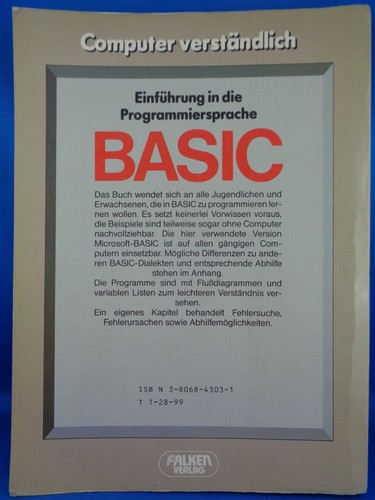 Computer verständlich
Einführung in die
Programmiersprache
BASIC
Das Buch wendet sich an alle Jugendlichen und
Erwachsenen, die in BASIC zu programmieren ler-
nen wollen. Es setzt keinerlei Vorwissen voraus,
die Beispiele sind teilweise sogar ohne Computer
nachvollziehbar. Die hier verwendete Version
Microsoft-BASIC ist auf allen gängigen Com-
putern einsetzbar. Mögliche Differenzen zu ande-
ren BASIC-Dialekten und entsprechende Abhilfe
stehen im Anhang.
Die Programme sind mit Flußdiagrammen und
variablen Listen zum leichteren Verständnis ver-
sehen.
Ein eigenes Kapitel behandelt Fehlersuche,
Fehlerursachen sowie Abhilfemöglichkeiten.
ISB N 3-8068-4303-1
T 1-28-99
FALKEN
VERLAG